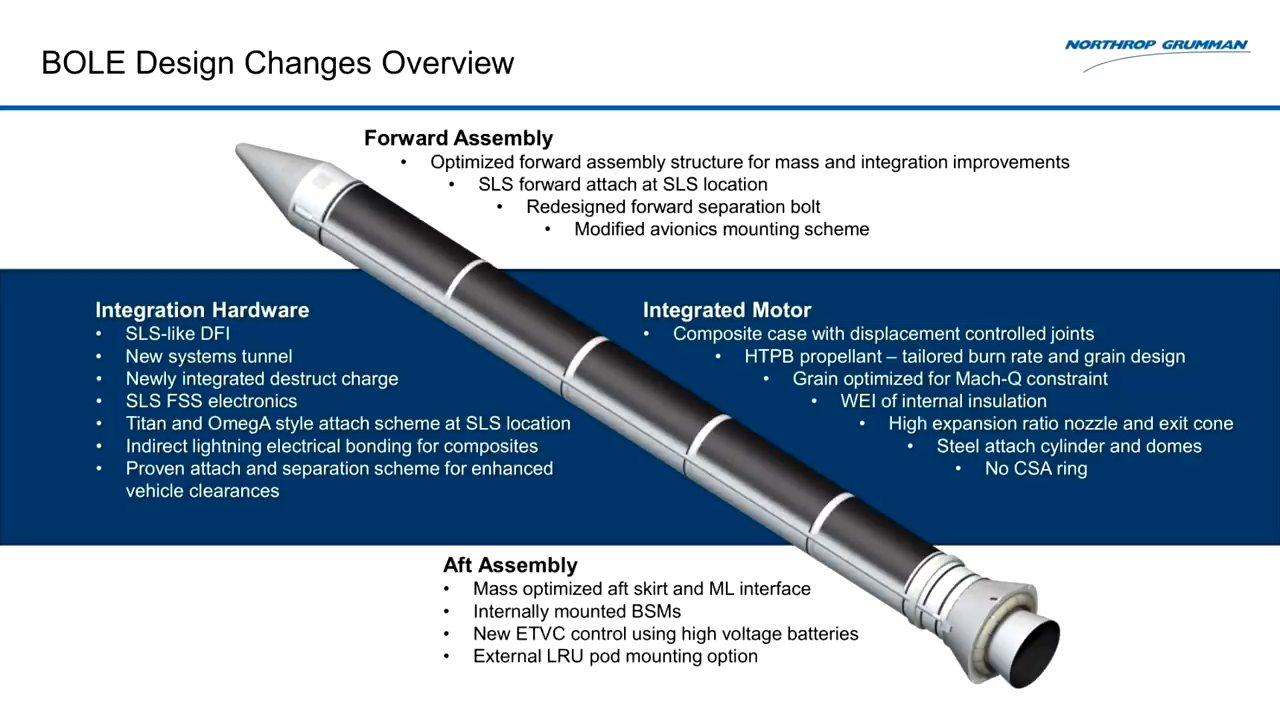 BOLE Design Changes Overview
NORTHROP GRUMMAN
Forward Assembly
• Optimized forward assembly structure for mass and integration improvements
• SLS forward attach at SLS location
• Redesigned forward separation bolt
• Modified avionics mounting scheme
Integration Hardware
• SLS-like DFI
• New systems tunnel
• Newly integrated destruct charge
• SLS FSS electronics
• Titan and OmegA style attach scheme at SLS location
• Indirect lightning electrical bonding for composites
• Proven attach and separation scheme for enhanced
vehicle clearances
Integrated Motor
• Composite case with displacement controlled joints
• HTPB propellant – tailored burn rate and grain design
• Grain optimized for Mach-Q constraint
• WEI of internal insulation
• High expansion ratio nozzle and exit cone
• Steel attach cylinder and domes
• No CSA ring
Aft Assembly
• Mass optimized aft skirt and ML interface
• Internally mounted BSMs
• New ETVC control using high voltage batteries
• External LRU pod mounting option